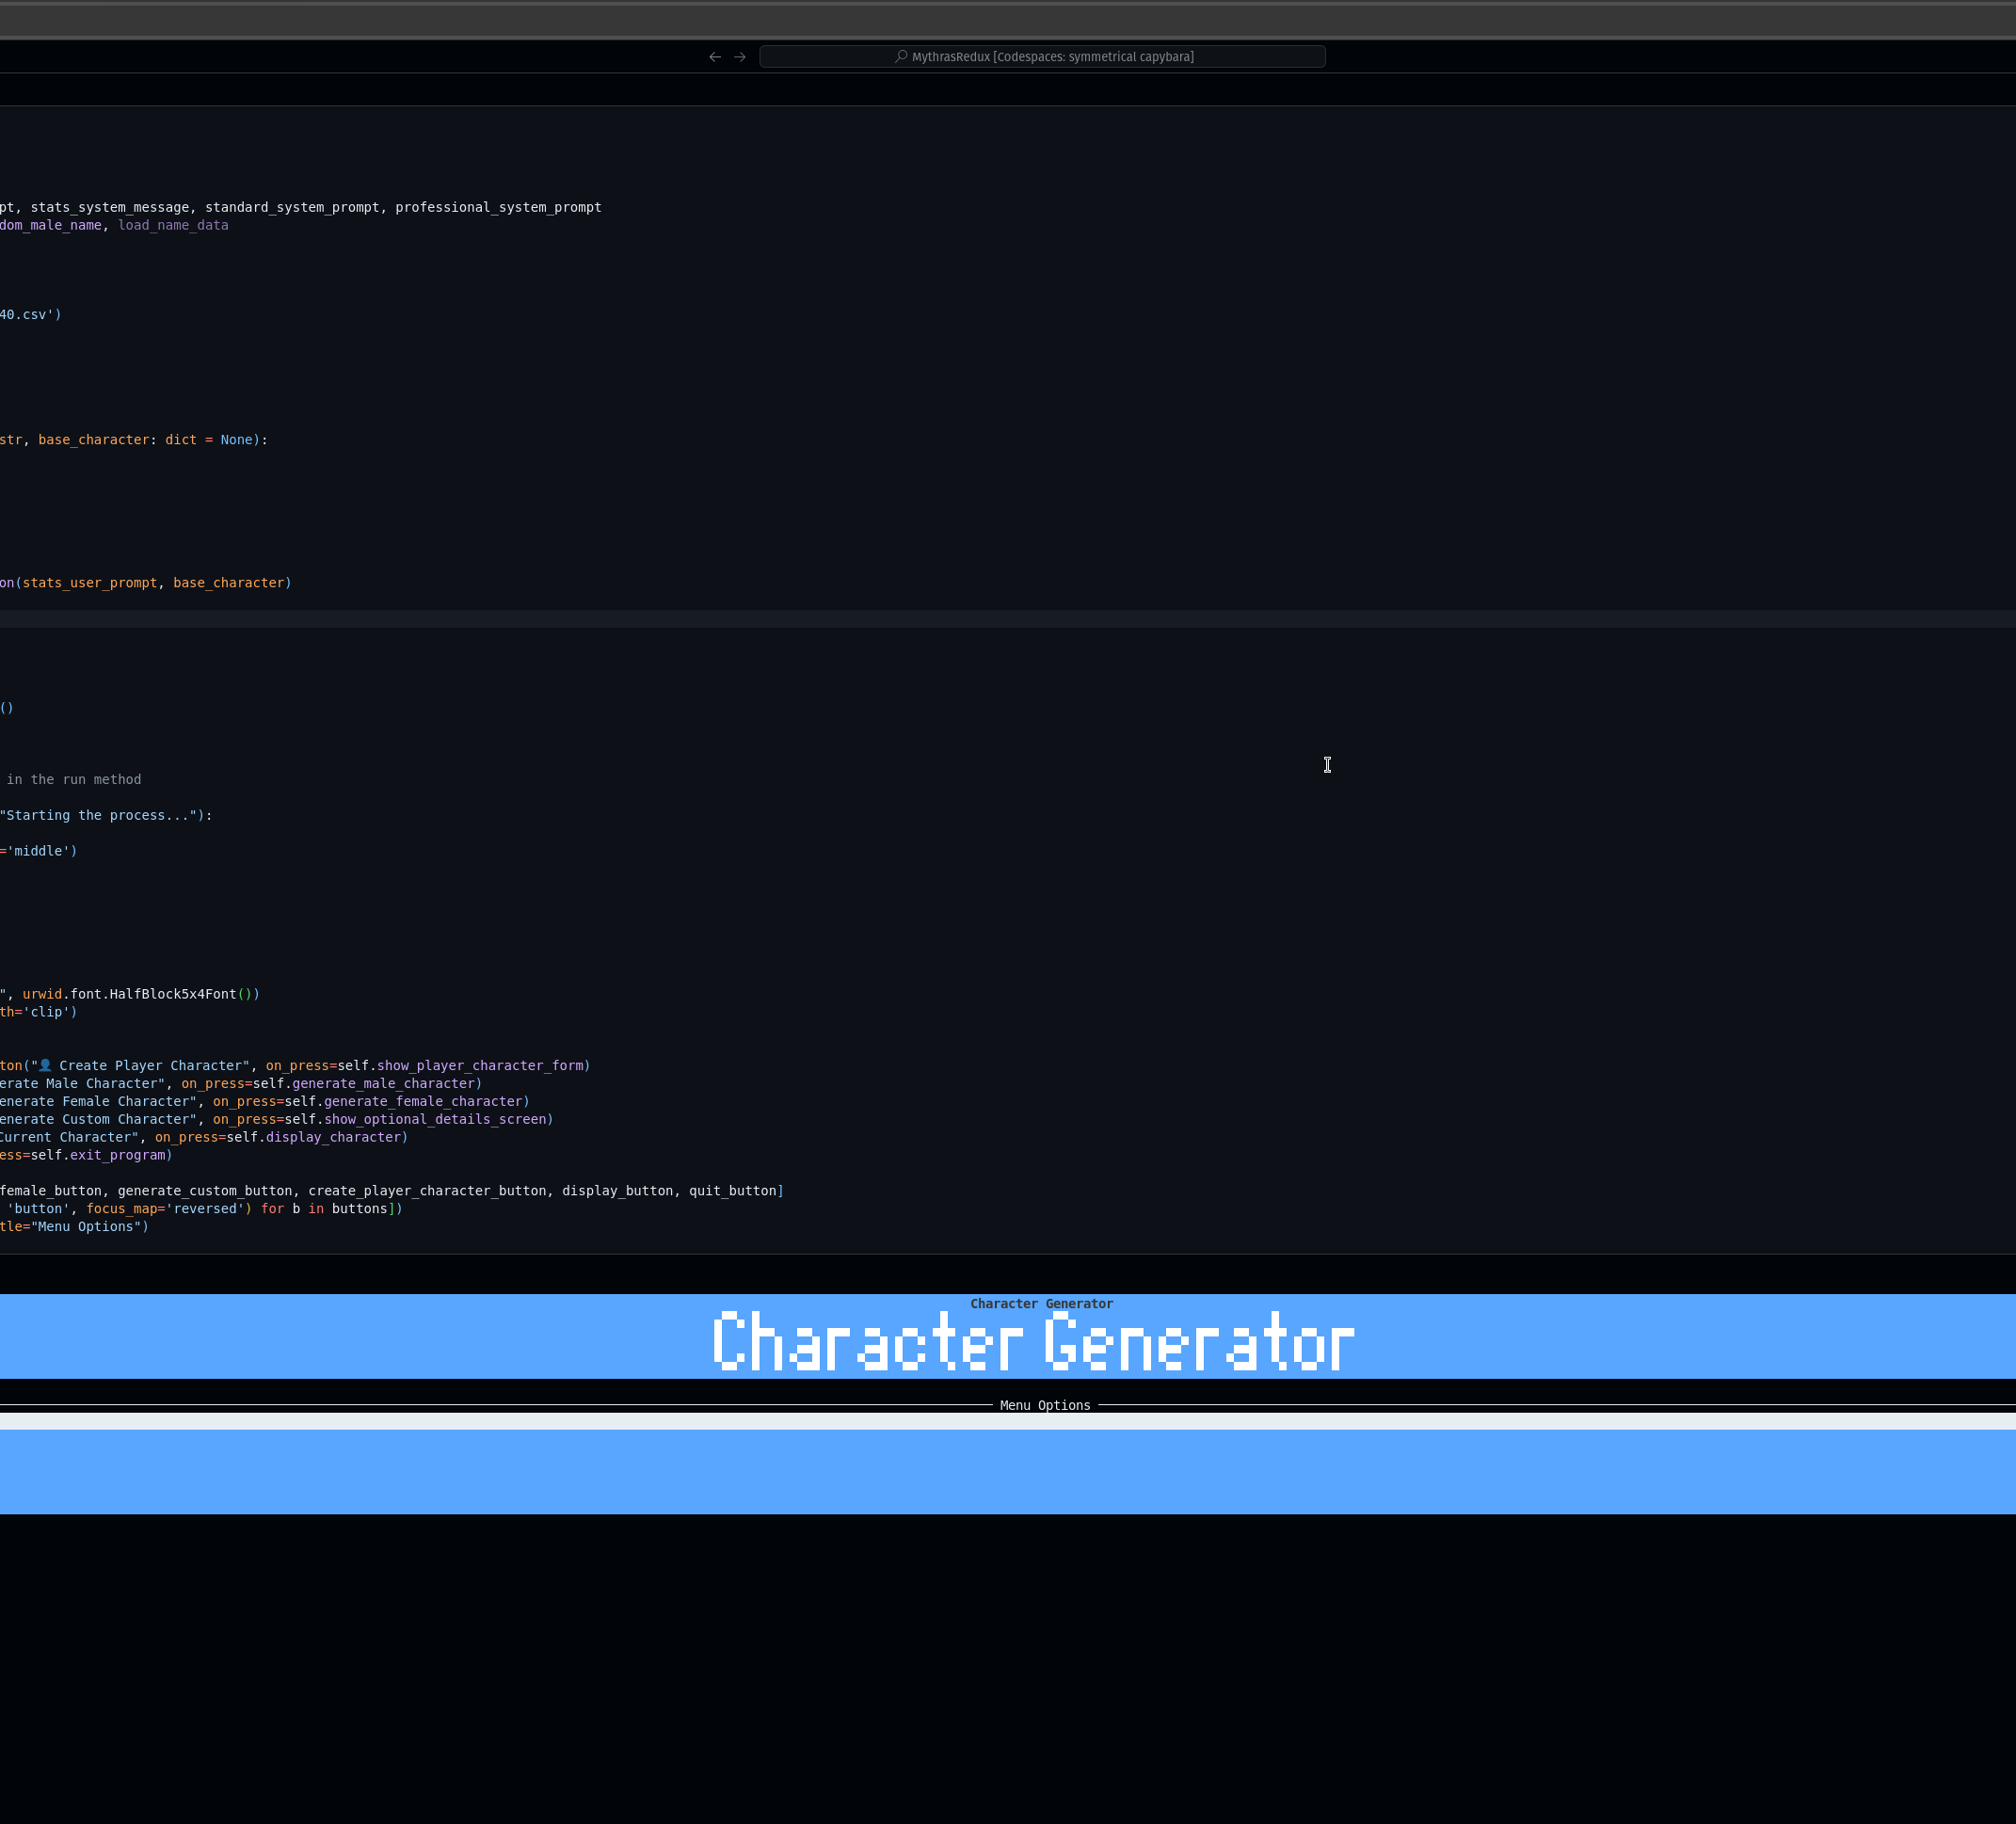 MythrasRedux [Codespaces: symmetrical capybara]
pt, stats_system_message, standard_system_prompt, professional_system_prompt
dom_male_name, load_name_data
40.csv')
str, base_character: dict = None):
on(stats_user_prompt, base_character)
()
in the run method
"Starting the process..."):
='middle')
", urwid.font.HalfBlock5x4Font())
th='clip')
ton("👤 Create Player Character", on_press=self.show_player_character_form)
erate Male Character", on_press=self.generate_male_character)
enerate Female Character", on_press=self.generate_female_character)
enerate Custom Character", on_press=self.show_optional_details_screen)
Current Character", on_press=self.display_character)
ess=self.exit_program)
female_button, generate_custom_button, create_player_character_button, display_button, quit_button]
'button', focus_map='reversed') for b in buttons])
tle="Menu Options")
Character Generator
Character Generator
Menu Options